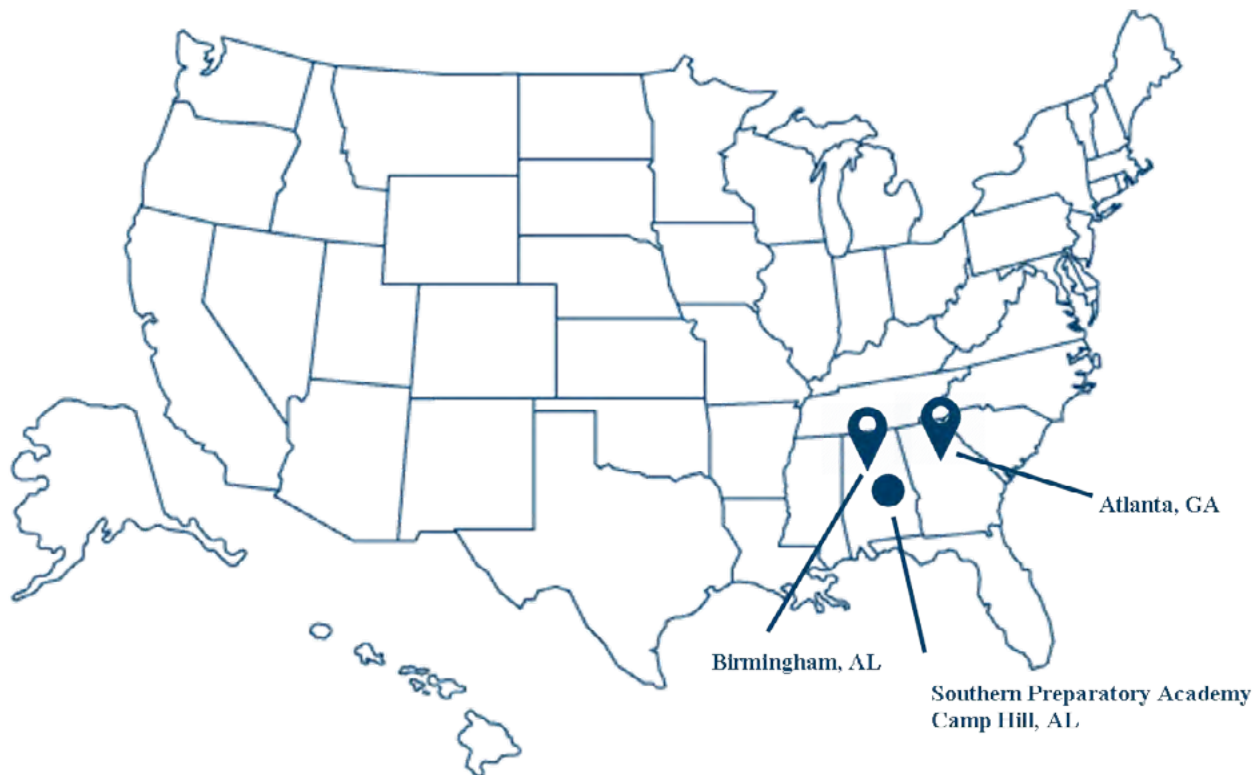 Atlanta, GA
Birmingham, AL
Southern Preparatory Academy
Camp Hill, AL